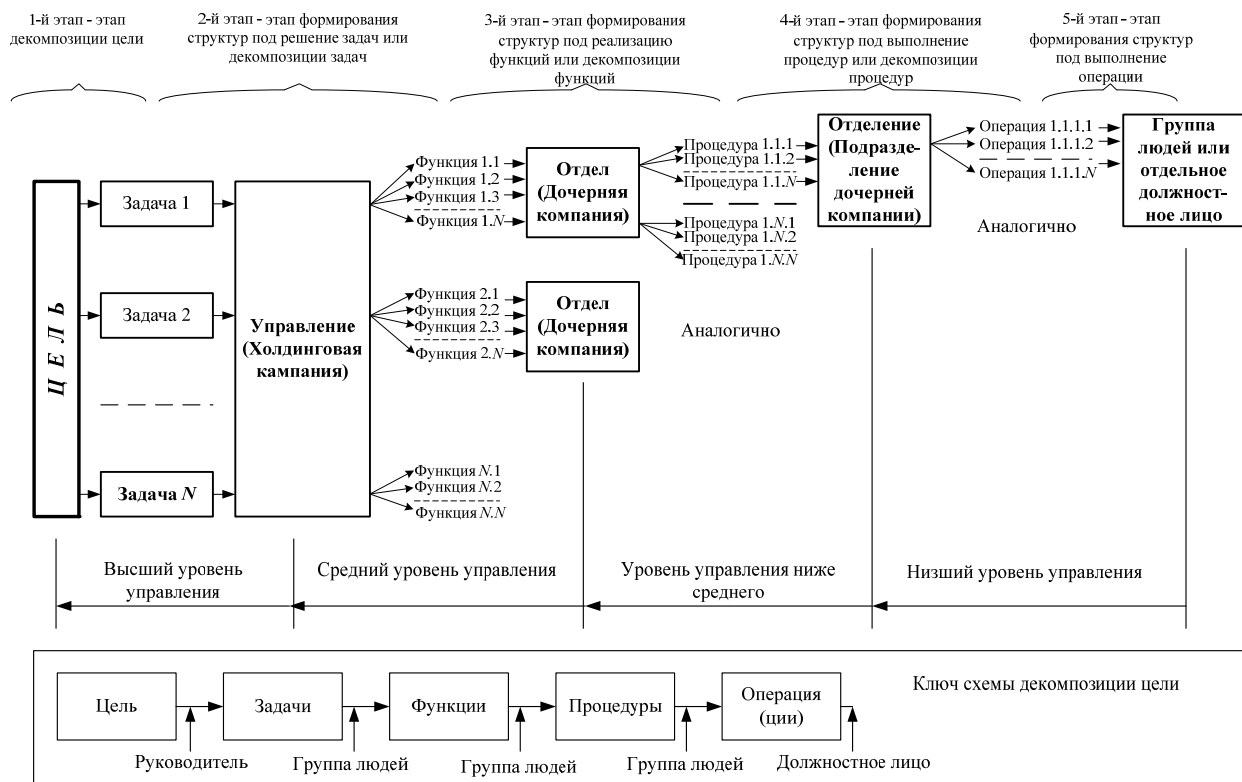 1-й этап - этап
декомпозиции цели
2-й этап - этап формирования
структур под решение задач или
декомпозиции задач
3-й этап - этап формирования
структур под реализацию
функций или декомпозиции
функций
4-й этап - этап формирования
структур под выполнение
процедур или декомпозиции
процедур
5-й этап - этап
формирования структур
под выполнение
операции
ЦЕЛЬ
Задача 1
Задача 2
Задача N
Управление
(Холдинговая
кампания)
Функция 1.1
Функция 1.2
Функция 1.3
Функция 1.N
Функция 2.1
Функция 2.2
Функция 2.3
Функция 2.N
Функция N.1
Функция N.2
Функция N.N
Отдел
(Дочерняя
компания)
Отдел
(Дочерняя
компания)
Процедура 1.1.1
Процедура 1.1.2
Процедура 1.1.N
Процедура 1.N.1
Процедура 1.N.2
Процедура 1.N.N
Аналогично
Отделение
(Подразде-
ление
дочерней
компании)
Операция 1.1.1.1
Операция 1.1.1.2
Операция 1.1.1.N
Аналогично
Группа
людей или
отдельное
должност-
ное лицо
Высший уровень
управления
Средний уровень управления
Уровень управления ниже
среднего
Низший уровень управления
Ключ схемы декомпозиции цели
Цель
Задачи
Функции
Процедуры
Операция
(ции)
Руководитель
Группа людей
Группа людей
Группа людей
Должностное лицо